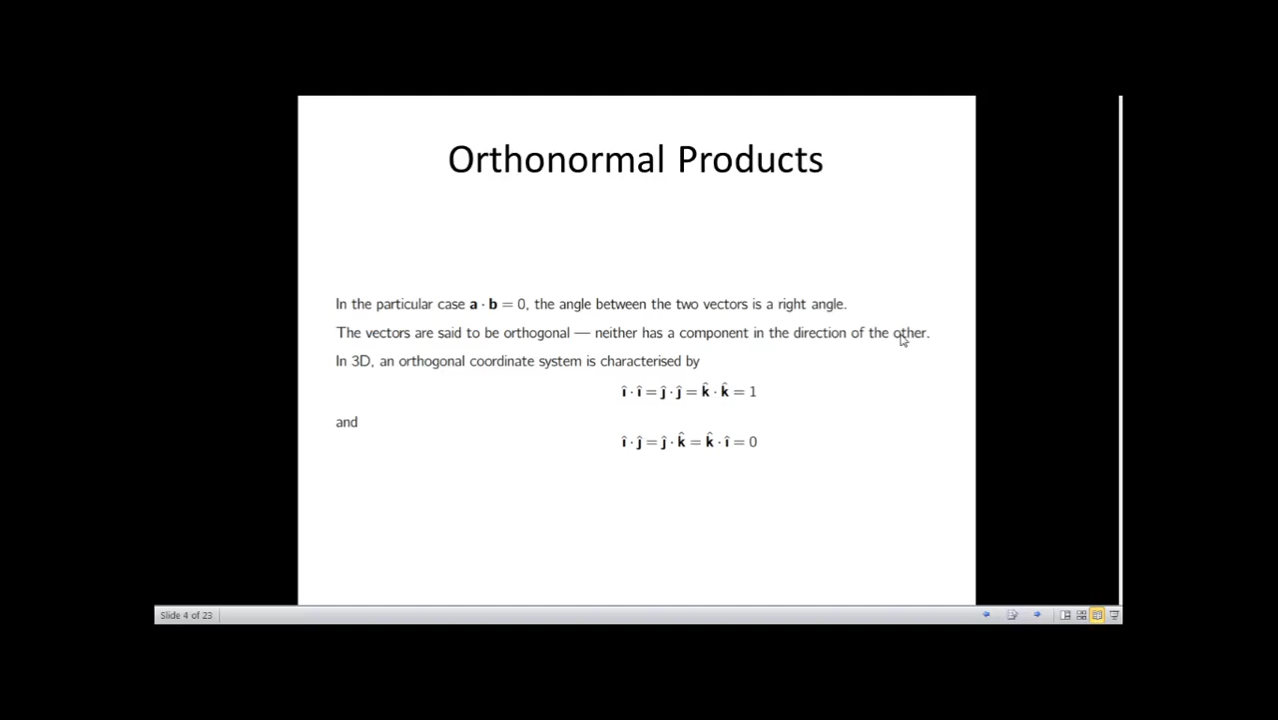 Orthonormal Products
In the particular case a · b = 0, the angle between the two vectors is a right angle.
The vectors are said to be orthogonal — neither has a component in the direction of the other.
In 3D, an orthogonal coordinate system is characterised by
î · î = ĵ · ĵ = k̂ · k̂ = 1
and
î · ĵ = ĵ · k̂ = k̂ · î = 0
Slide 4 of 23